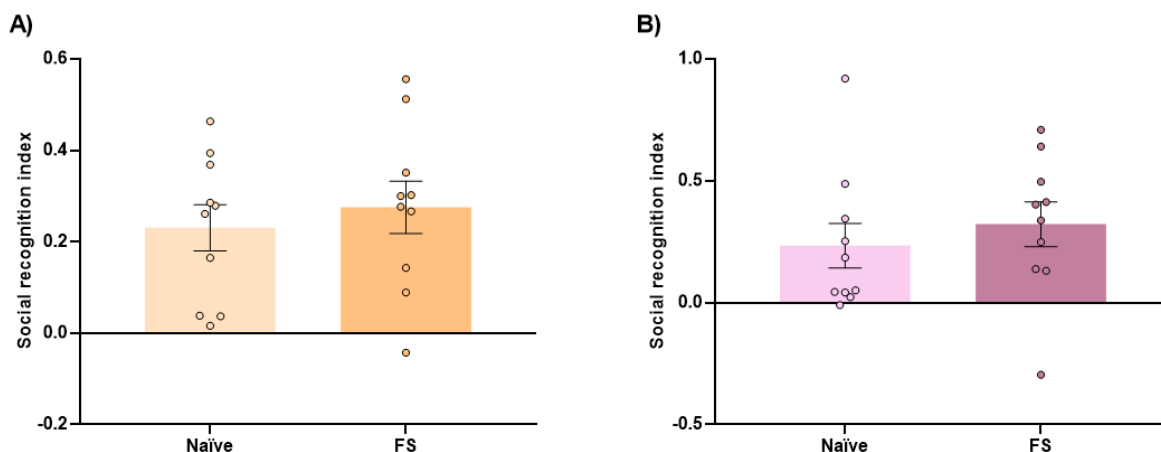 A)
Social recognition index
0.6
0.4
0.2
0.0
-0.2
Naïve FS
B)
Social recognition index
1.0
0.5
0.0
-0.5
Naïve FS